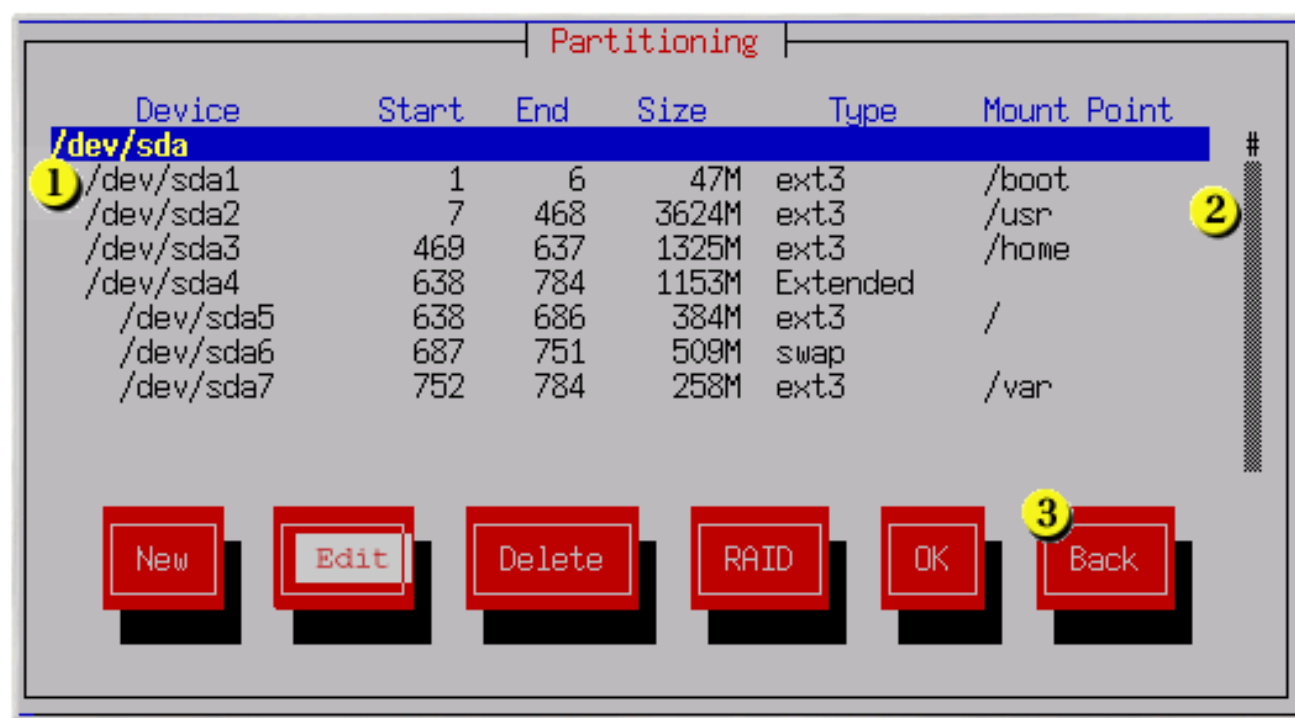 Partitioning
Device Start End Size Type Mount Point
/dev/sda #
1 /dev/sda1 1 6 47M ext3 /boot
/dev/sda2 7 468 3624M ext3 /usr 2
/dev/sda3 469 637 1325M ext3 /home
/dev/sda4 638 784 1153M Extended
/dev/sda5 638 686 384M ext3 /
/dev/sda6 687 751 509M swap
/dev/sda7 752 784 258M ext3 /var
3
New Edit Delete RAID OK Back